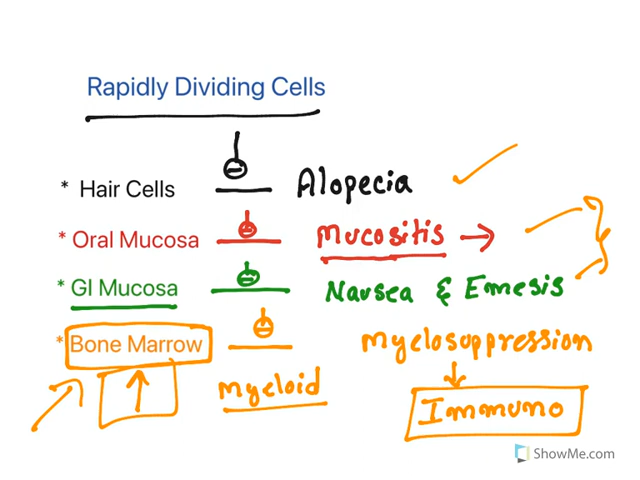 Rapidly Dividing Cells
* Hair Cells Alopecia
* Oral Mucosa Mucositis
* GI Mucosa Nausea & Emesis
* Bone Marrow Myelosuppression
Myeloid Immuno
ShowMe.com